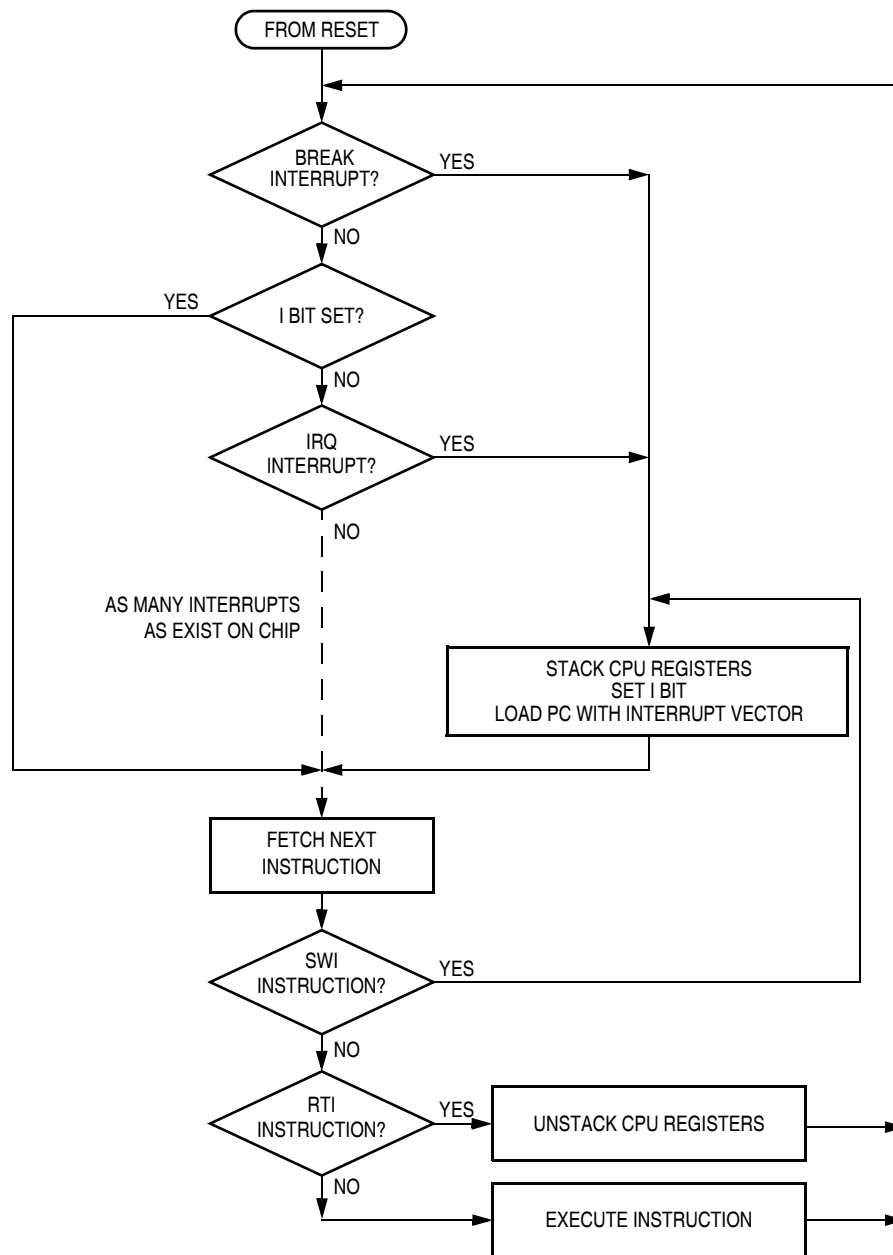 FROM RESET
BREAK
INTERRUPT?
YES
NO
YES
I BIT SET?
NO
IRQ
INTERRUPT?
YES
NO
AS MANY INTERRUPTS
AS EXIST ON CHIP
STACK CPU REGISTERS
SET I BIT
LOAD PC WITH INTERRUPT VECTOR
FETCH NEXT
INSTRUCTION
SWI
INSTRUCTION?
YES
NO
RTI
INSTRUCTION?
YES
UNSTACK CPU REGISTERS
NO
EXECUTE INSTRUCTION